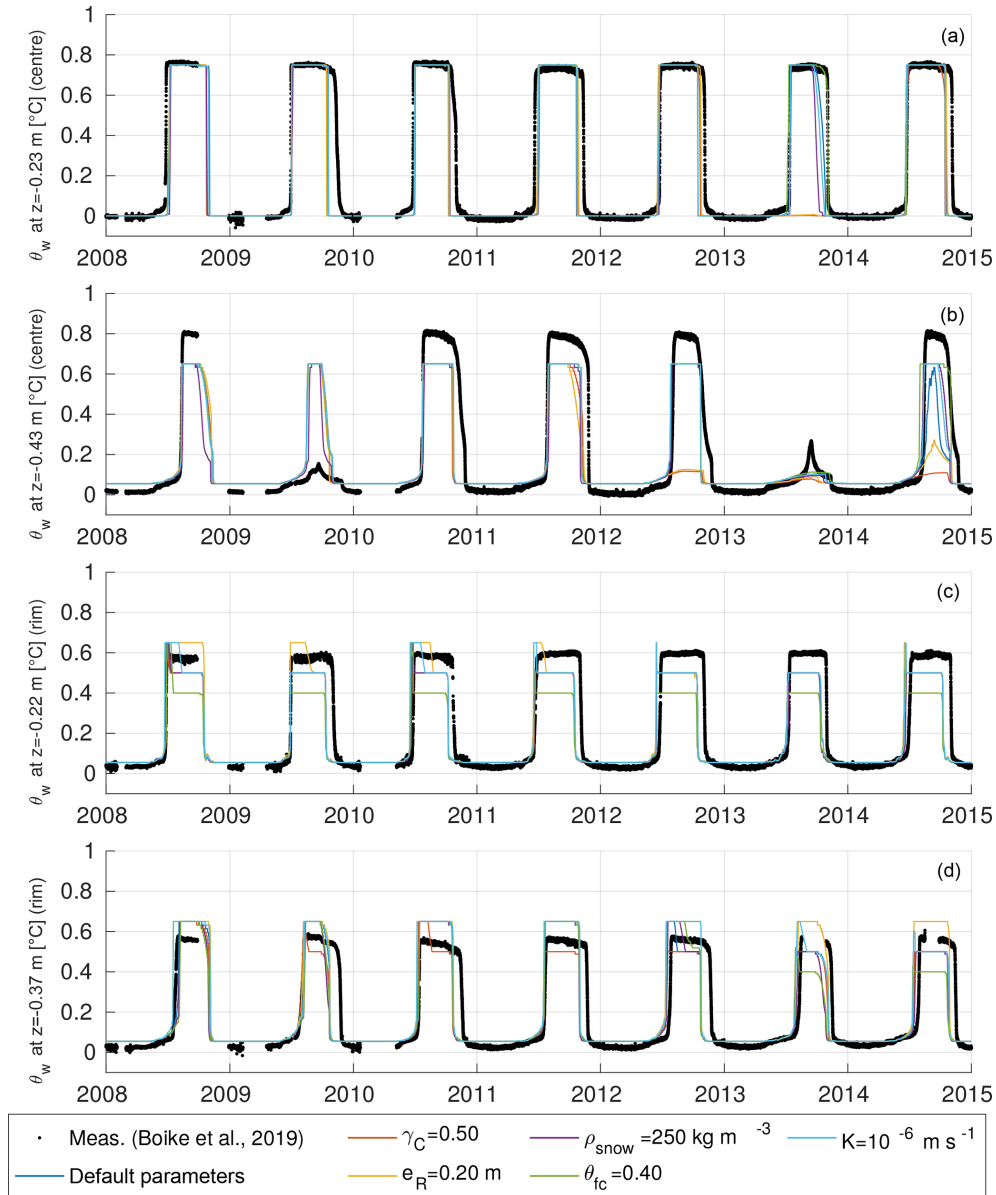 (a)
θw at z=-0.23 m [°C] (centre)
1
0.8
0.6
0.4
0.2
0
2008 2009 2010 2011 2012 2013 2014 2015
(b)
θw at z=-0.43 m [°C] (centre)
1
0.8
0.6
0.4
0.2
0
2008 2009 2010 2011 2012 2013 2014 2015
(c)
θw at z=-0.22 m [°C] (rim)
1
0.8
0.6
0.4
0.2
0
2008 2009 2010 2011 2012 2013 2014 2015
(d)
θw at z=-0.37 m [°C] (rim)
1
0.8
0.6
0.4
0.2
0
2008 2009 2010 2011 2012 2013 2014 2015
Meas. (Boike et al., 2019) γC=0.50 ρsnow=250 kg m -3 K=10 -6 m s-1
Default parameters eR=0.20 m θfc=0.40